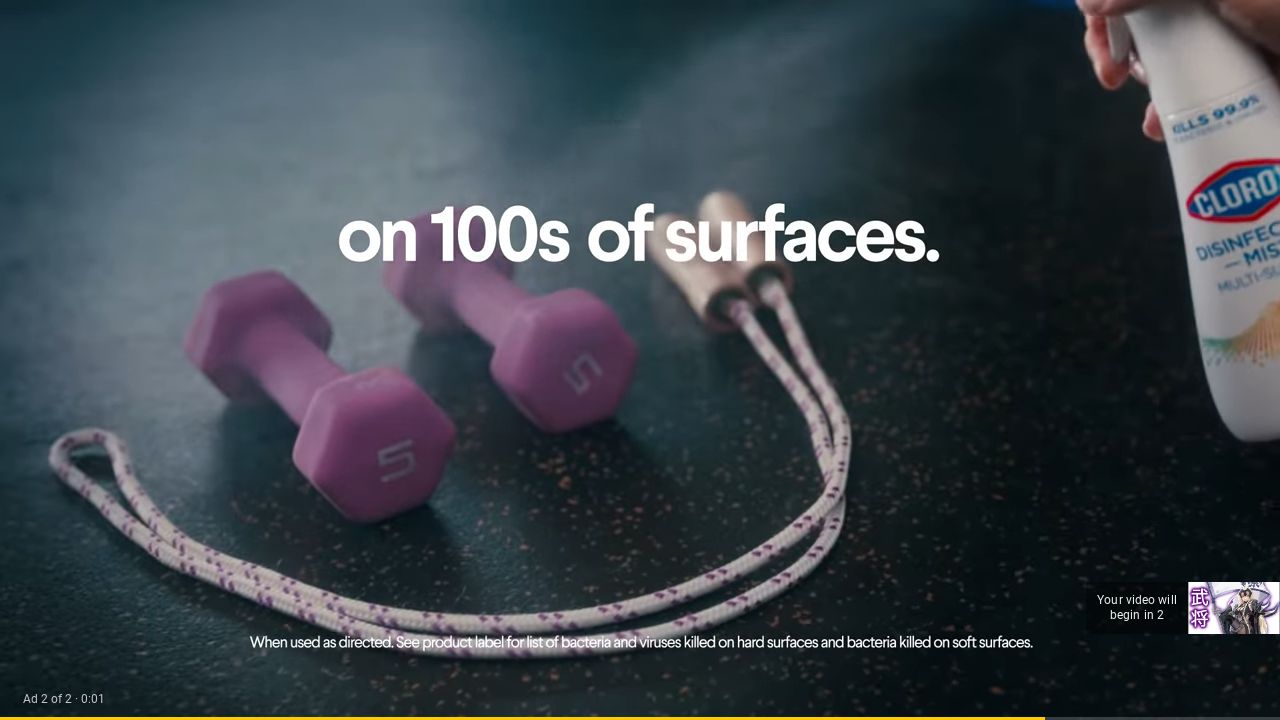 KILLS 99.9%
on 100s of surfaces.
CLORO
DISINFEC
MIS
MULTI-S
5
5
Your video will
begin in 2
武
将
When used as directed. See product label for list of bacteria and viruses killed on hard surfaces and bacteria killed on soft surfaces.
Ad 2 of 2 · 0:01